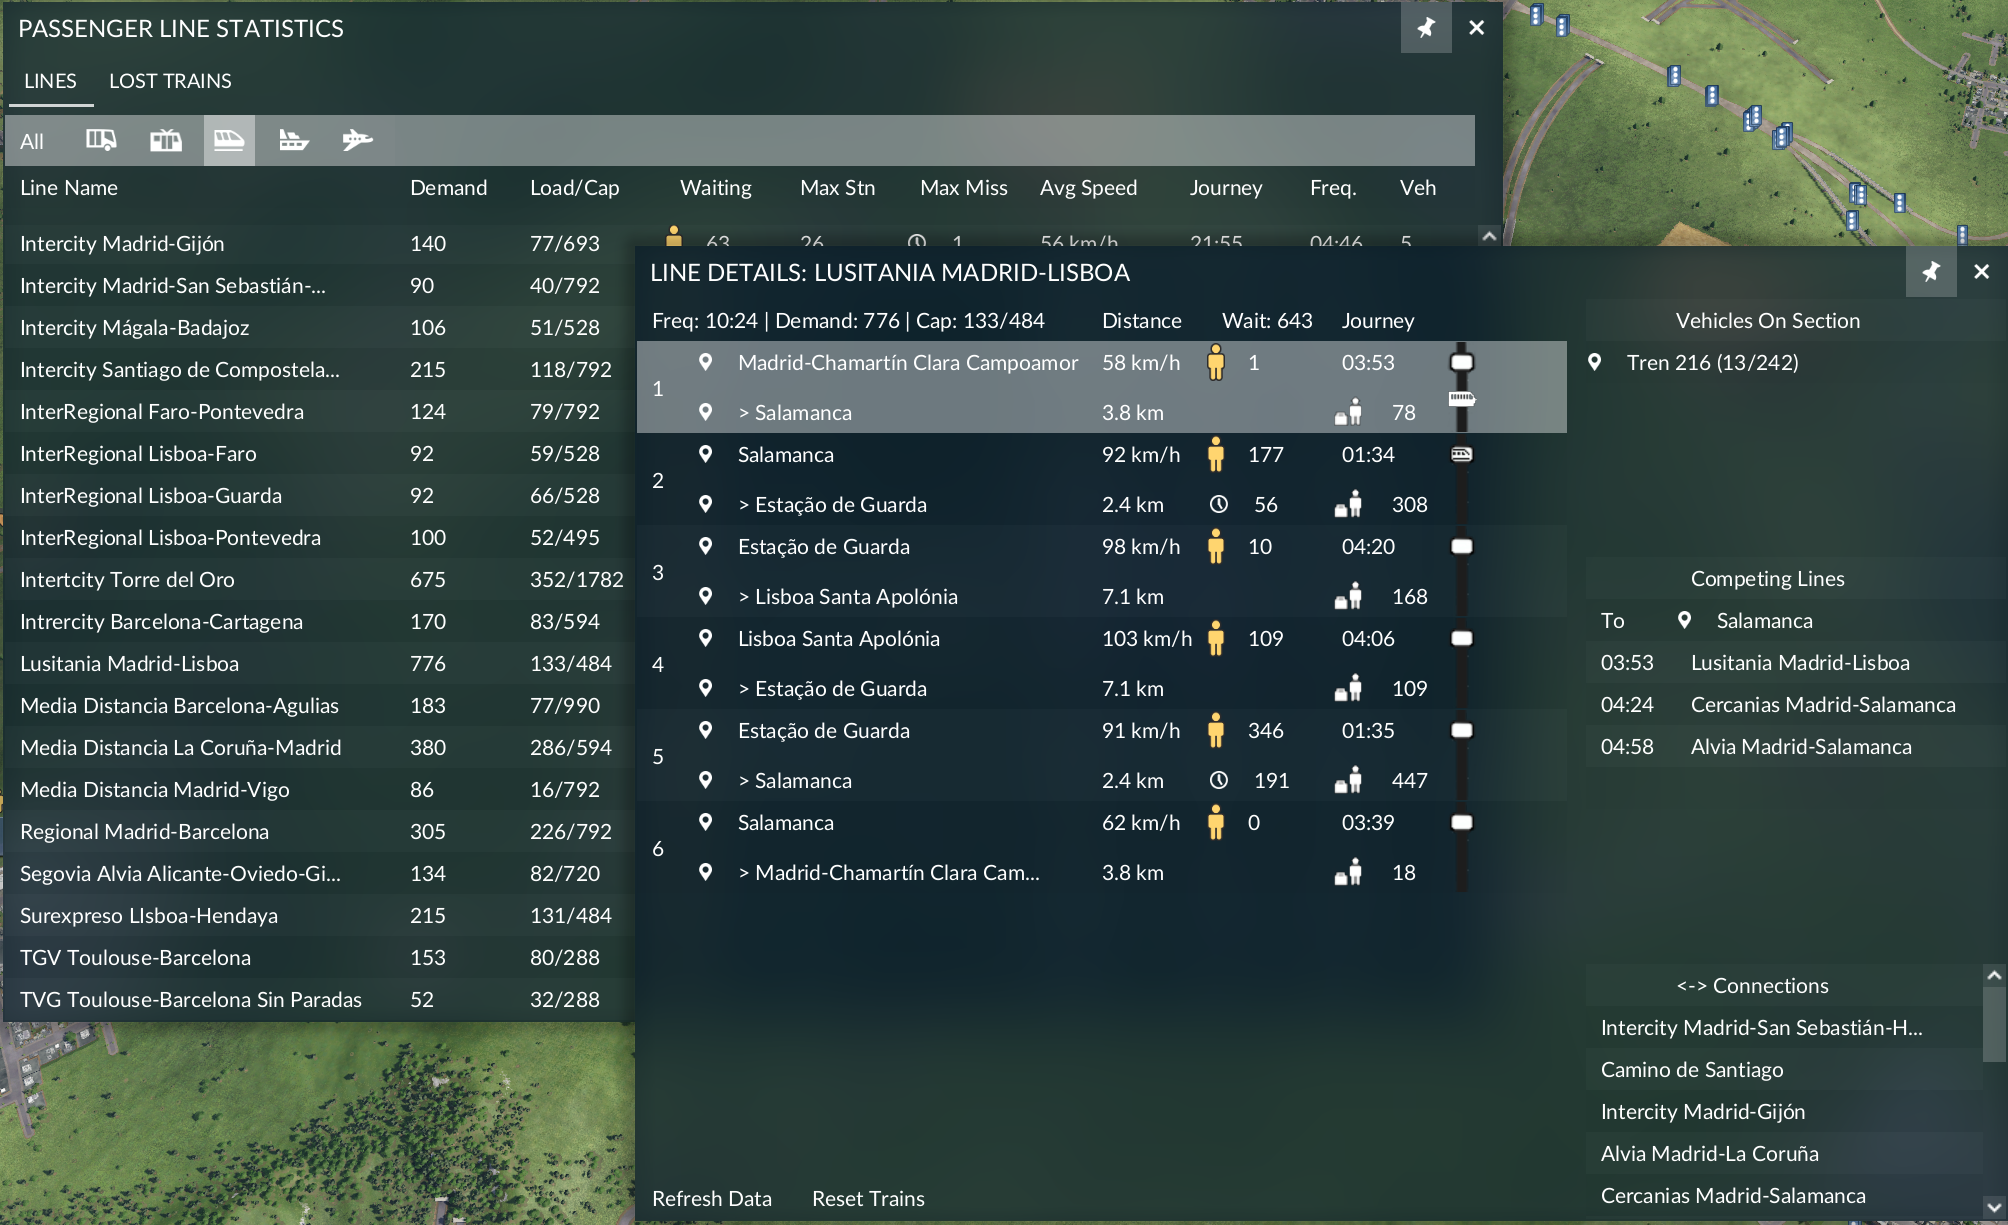 PASSENGER LINE STATISTICS
LINES LOST TRAINS
All
Line Name Demand Load/Cap Waiting Max Stn Max Miss Avg Speed Journey Freq. Veh
Intercity Madrid-Gijón 140 77/693 63 26 1 56 km/h 21:55 04:46 5
Intercity Madrid-San Sebastián-... 90 40/792
Intercity Mágala-Badajoz 106 51/528
Intercity Santiago de Compostela... 215 118/792
InterRegional Faro-Pontevedra 124 79/792
InterRegional Lisboa-Faro 92 59/528
InterRegional Lisboa-Guarda 92 66/528
InterRegional Lisboa-Pontevedra 100 52/495
Intertcity Torre del Oro 675 352/1782
Intrercity Barcelona-Cartagena 170 83/594
Lusitania Madrid-Lisboa 776 133/484
Media Distancia Barcelona-Agulias 183 77/990
Media Distancia La Coruña-Madrid 380 286/594
Media Distancia Madrid-Vigo 86 16/792
Regional Madrid-Barcelona 305 226/792
Segovia Alvia Alicante-Oviedo-Gi... 134 82/720
Surexpreso LIsboa-Hendaya 215 131/484
TGV Toulouse-Barcelona 153 80/288
TVG Toulouse-Barcelona Sin Paradas 52 32/288
LINE DETAILS: LUSITANIA MADRID-LISBOA
Freq: 10:24 | Demand: 776 | Cap: 133/484 Distance Wait: 643 Journey
1 Madrid-Chamartín Clara Campoamor 58 km/h 1 03:53
> Salamanca 3.8 km 78
2 Salamanca 92 km/h 177 01:34
> Estação de Guarda 2.4 km 56 308
3 Estação de Guarda 98 km/h 10 04:20
> Lisboa Santa Apolónia 7.1 km 168
4 Lisboa Santa Apolónia 103 km/h 109 04:06
> Estação de Guarda 7.1 km 109
5 Estação de Guarda 91 km/h 346 01:35
> Salamanca 2.4 km 191 447
6 Salamanca 62 km/h 0 03:39
> Madrid-Chamartín Clara Cam... 3.8 km 18
Refresh Data Reset Trains
Vehicles On Section
Tren 216 (13/242)
Competing Lines
To Salamanca
03:53 Lusitania Madrid-Lisboa
04:24 Cercanias Madrid-Salamanca
04:58 Alvia Madrid-Salamanca
<-> Connections
Intercity Madrid-San Sebastián-H...
Camino de Santiago
Intercity Madrid-Gijón
Alvia Madrid-La Coruña
Cercanias Madrid-Salamanca